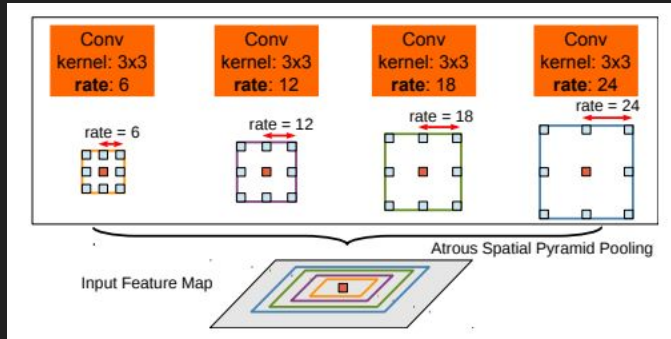 Conv
kernel: 3x3
rate: 6
Conv
kernel: 3x3
rate: 12
Conv
kernel: 3x3
rate: 18
Conv
kernel: 3x3
rate: 24
rate = 6
rate = 12
rate = 18
rate = 24
Atrous Spatial Pyramid Pooling
Input Feature Map